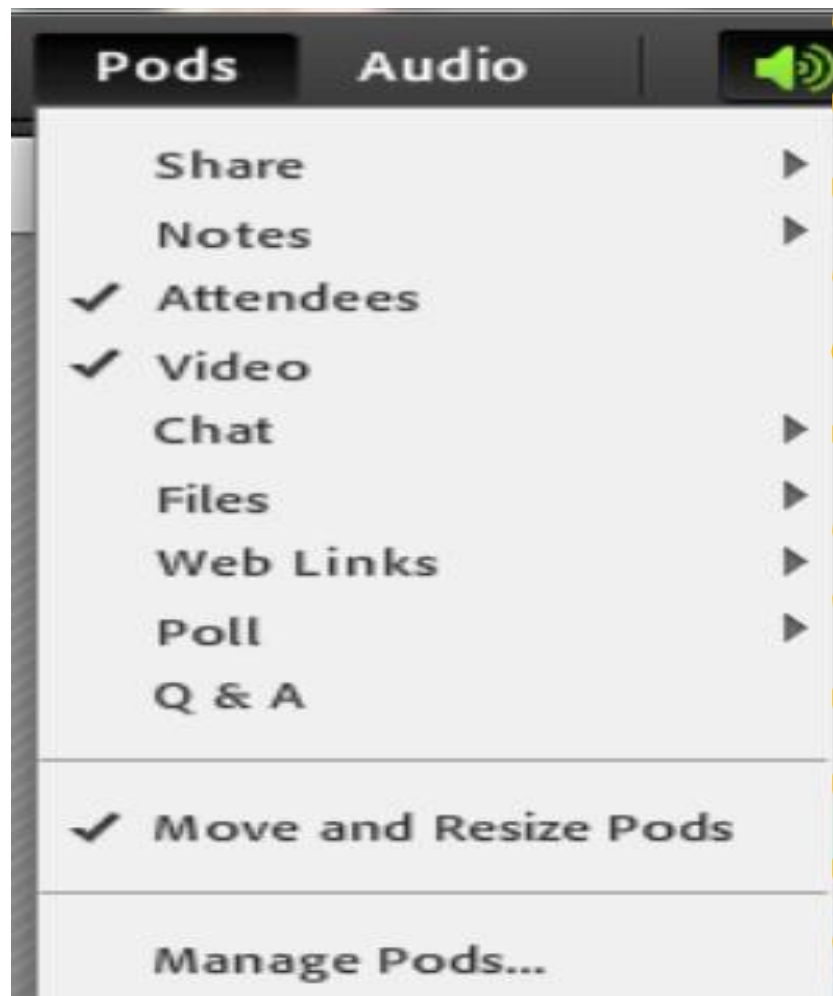 Pods Audio
Share
Notes
Attendees
Video
Chat
Files
Web Links
Poll
Q & A
Move and Resize Pods
Manage Pods...